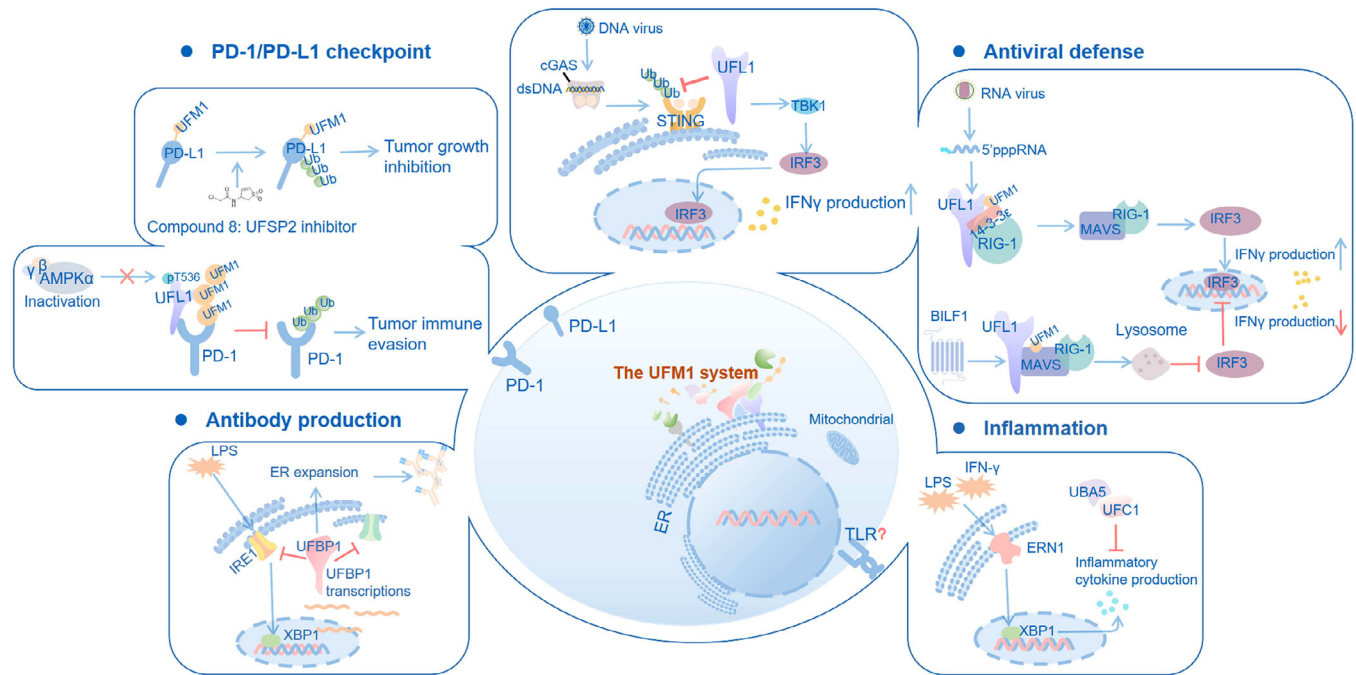 PD-1/PD-L1 checkpoint
UFM1
PD-L1
UFM1
PD-L1
Ub
Ub
Ub
Tumor growth
inhibition
Cl
O
N
H
S
O
O
Compound 8: UFSP2 inhibitor
γ β
AMPKα
Inactivation
pT536
UFL1
UFM1
UFM1
UFM1
PD-1
Ub
Ub
Ub
PD-1
Tumor immune
evasion
DNA virus
cGAS
dsDNA
Ub
Ub
Ub
UFL1
STING
TBK1
IRF3
IRF3
IFNγ production
Antiviral defense
RNA virus
5'pppRNA
UFL1
UFM1
14-3-3ε
RIG-1
MAVS
RIG-1
IRF3
IFNγ production
IRF3
IFNγ production
BILF1
UFL1
UFM1
MAVS
RIG-1
Lysosome
IRF3
PD-L1
PD-1
The UFM1 system
Mitochondrial
ER
TLR?
Antibody production
LPS
ER expansion
IRE1
UFBP1
UFBP1
transcriptions
XBP1
Inflammation
LPS
IFN-γ
ERN1
XBP1
UBA5
UFC1
Inflammatory
cytokine production